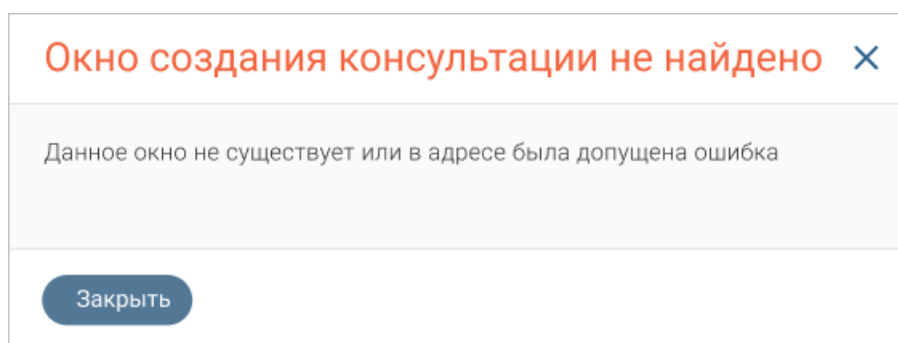 Окно создания консультации не найдено
Данное окно не существует или в адресе была допущена ошибка
Закрыть